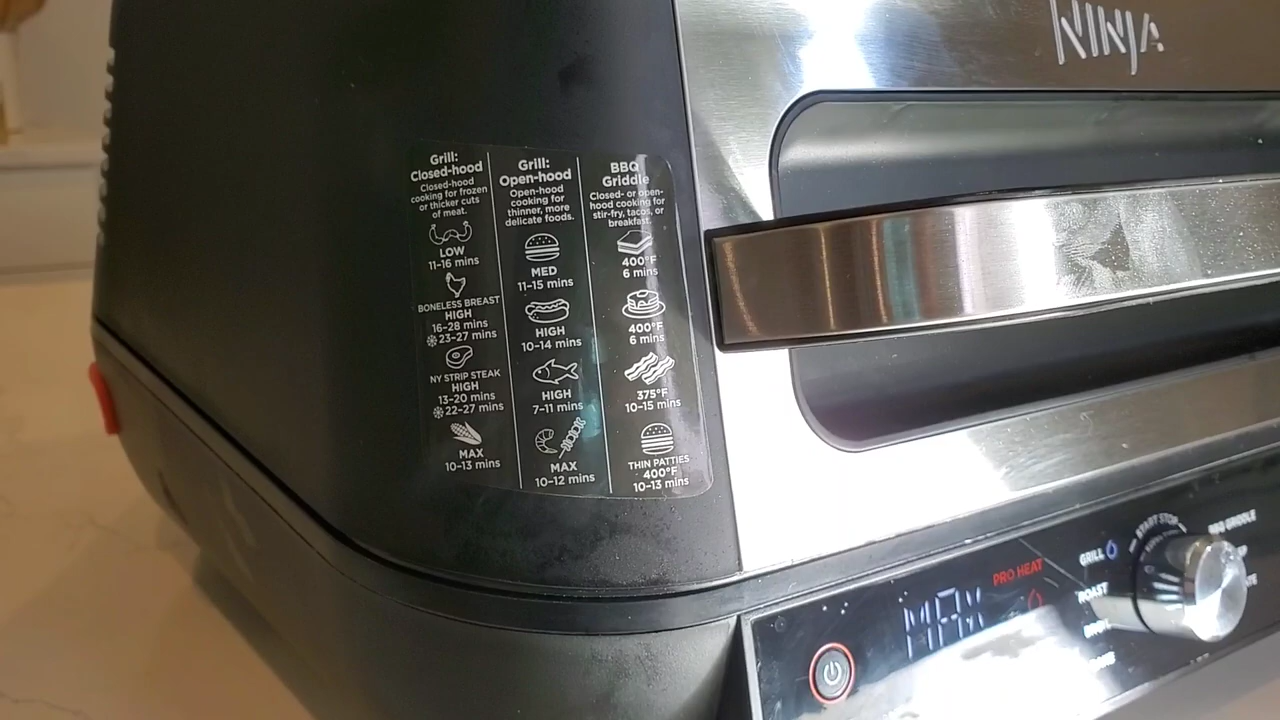 NINJA
Grill:
Closed-hood
Closed-hood
cooking for frozen
or thicker cuts
of meat.
LOW
11-16 mins
BONELESS BREAST
HIGH
16-28 mins
23-27 mins
NY STRIP STEAK
HIGH
13-20 mins
22-27 mins
MAX
10-13 mins
Grill:
Open-hood
Open-hood
cooking for
thinner, more
delicate foods.
MED
11-15 mins
HIGH
10-14 mins
HIGH
7-11 mins
MAX
10-12 mins
BBQ
Griddle
Closed- or open-
hood cooking for
stir-fry, tacos, or
breakfast.
400°F
6 mins
400°F
6 mins
375°F
10-15 mins
THIN PATTIES
400°F
10-13 mins
MAX
PRO HEAT
GRILL
ROAST
START STOP
BBQ GRIDDLE